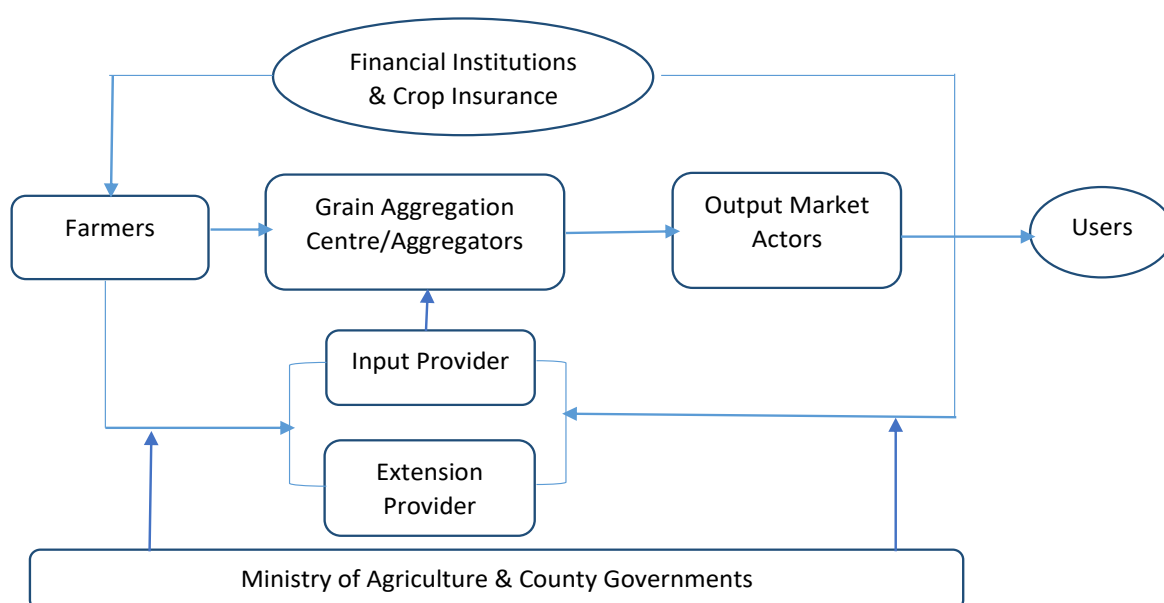 Financial Institutions
& Crop Insurance
Farmers
Grain Aggregation
Centre/Aggregators
Output Market
Actors
Users
Input Provider
Extension
Provider
Ministry of Agriculture & County Governments